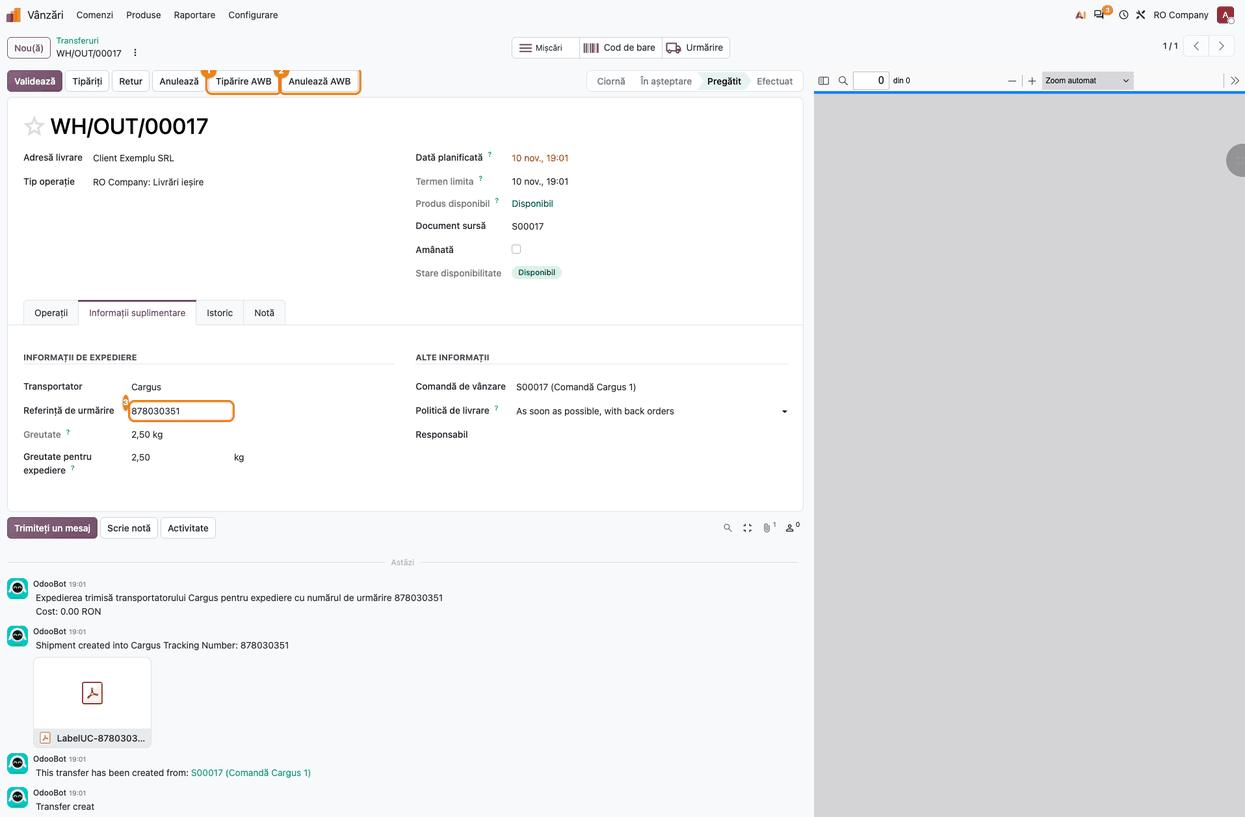 Vânzări Comenzi Produse Raportare Configurare
3 RO Company A
Nou(ă) Transferuri
WH/OUT/00017
Mișcări Cod de bare Urmărire
1 / 1
Validează Tipăriți Retur Anulează Tipărire AWB Anulează AWB
Ciornă În așteptare Pregătit Efectuat
0 din 0 Zoom automat
WH/OUT/00017
Adresă livrare Client Exemplu SRL
Tip operație RO Company: Livrări ieșire
Dată planificată ? 10 nov., 19:01
Termen limita ? 10 nov., 19:01
Produs disponibil ? Disponibil
Document sursă S00017
Amânată
Stare disponibilitate Disponibil
Operații Informații suplimentare Istoric Notă
INFORMAȚII DE EXPEDIERE
Transportator Cargus
Referință de urmărire 3 878030351
Greutate ? 2,50 kg
Greutate pentru expediere ? 2,50 kg
ALTE INFORMAȚII
Comandă de vânzare S00017 (Comandă Cargus 1)
Politică de livrare ? As soon as possible, with back orders
Responsabil
Trimiteți un mesaj Scrie notă Activitate
1 0
Astăzi
OdooBot 19:01
Expedierea trimisă transportatorului Cargus pentru expediere cu numărul de urmărire 878030351
Cost: 0.00 RON
OdooBot 19:01
Shipment created into Cargus Tracking Number: 878030351
LabelUC-8780303...
OdooBot 19:01
This transfer has been created from: S00017 (Comandă Cargus 1)
OdooBot 19:01
Transfer creat